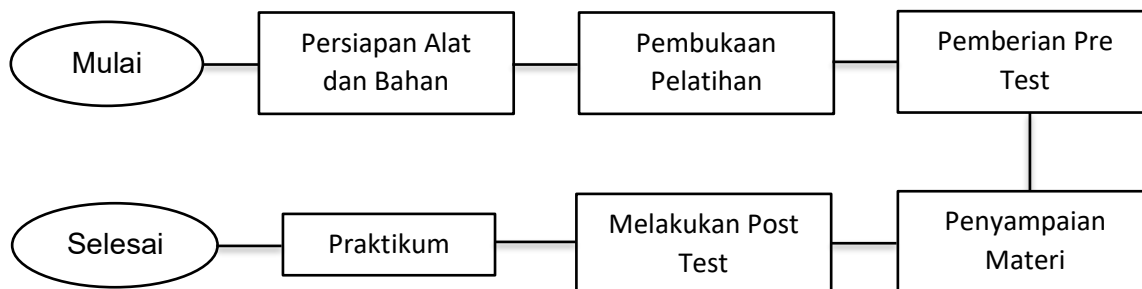 Mulai
Persiapan Alat
dan Bahan
Pembukaan
Pelatihan
Pemberian Pre
Test
Penyampaian
Materi
Melakukan Post
Test
Praktikum
Selesai